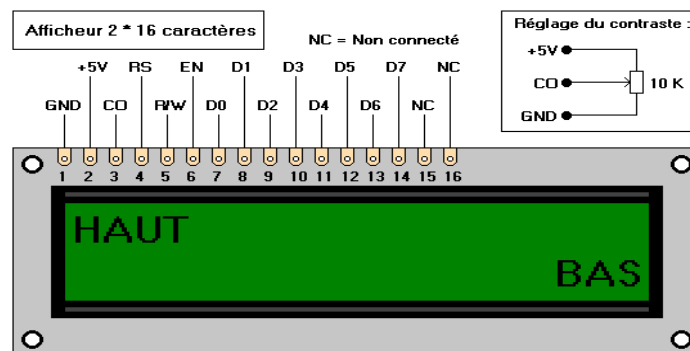 Afficheur 2 * 16 caractères
NC = Non connecté
Réglage du contraste :
+5V
CO
10 K
GND
+5V RS EN D1 D3 D5 D7 NC
GND CO R/W D0 D2 D4 D6 NC
1 2 3 4 5 6 7 8 9 10 11 12 13 14 15 16
HAUT
BAS